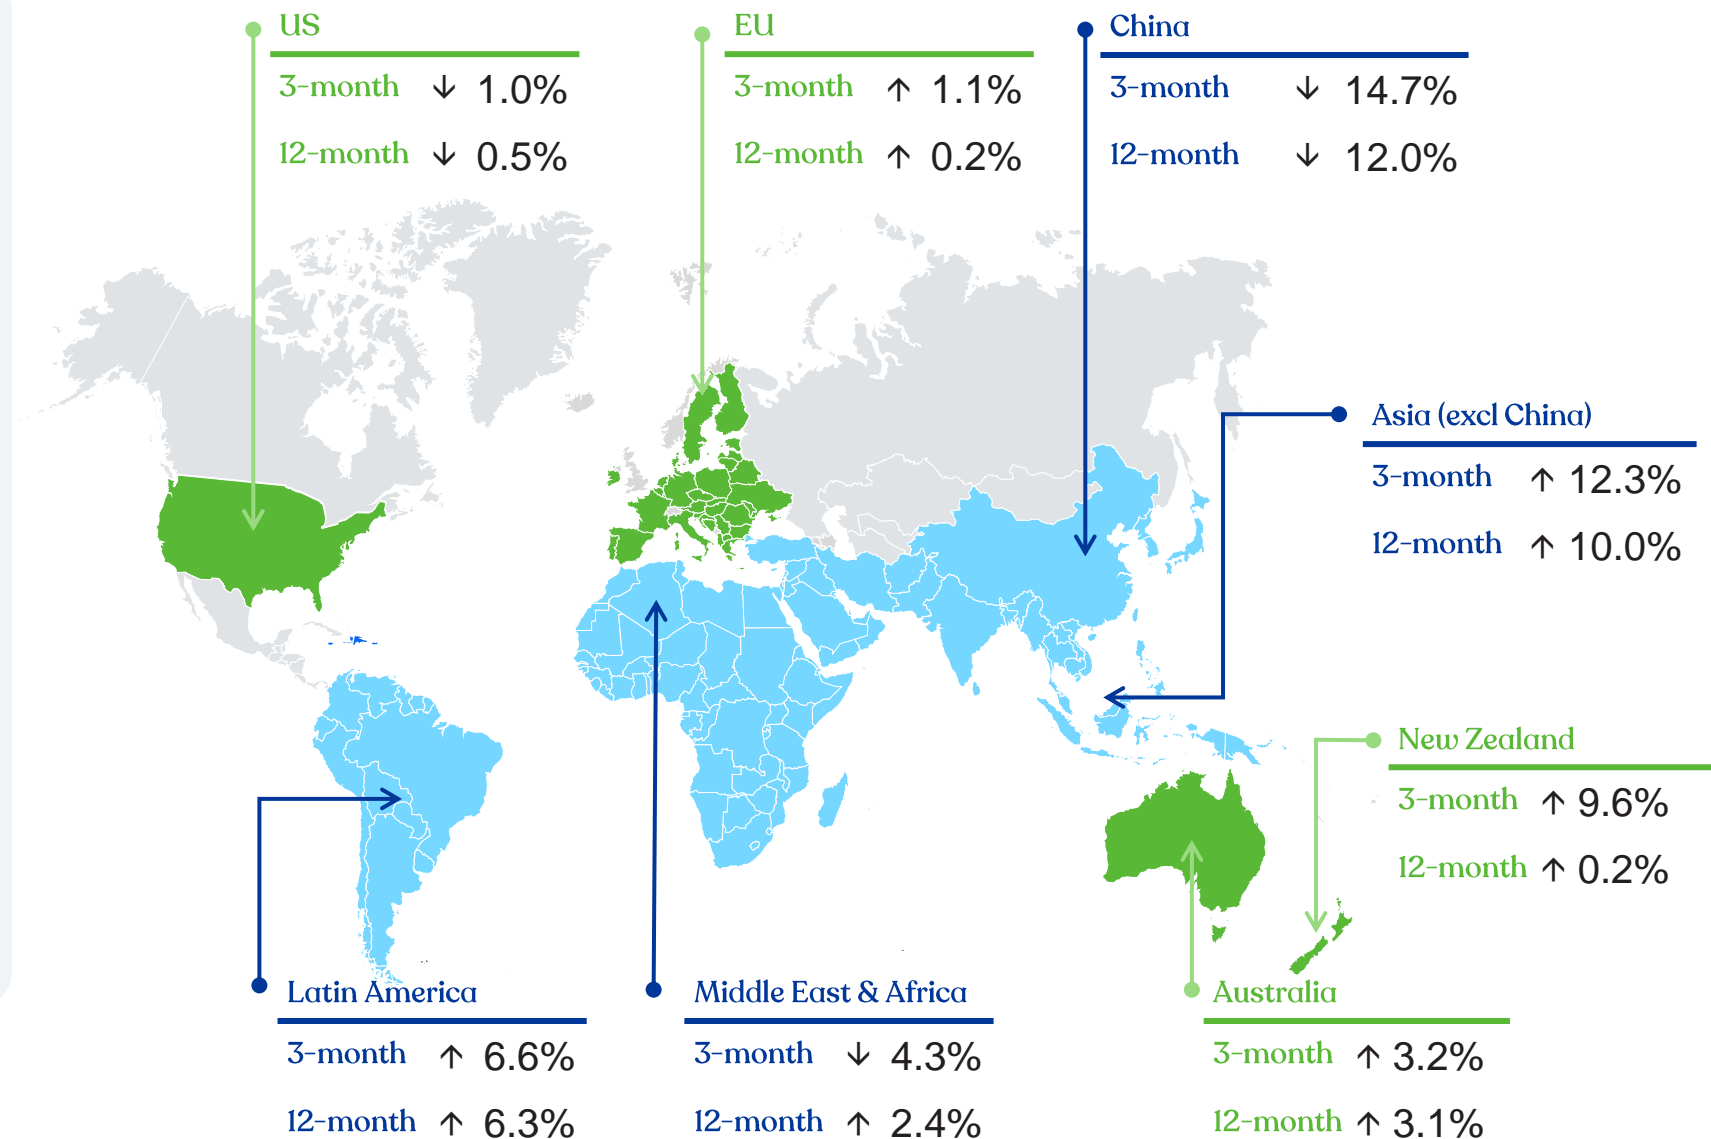 US
3-month ↓ 1.0%
12-month ↓ 0.5%
EU
3-month ↑ 1.1%
12-month ↑ 0.2%
China
3-month ↓ 14.7%
12-month ↓ 12.0%
Asia (excl China)
3-month ↑ 12.3%
12-month ↑ 10.0%
New Zealand
3-month ↑ 9.6%
12-month ↑ 0.2%
Latin America
3-month ↑ 6.6%
12-month ↑ 6.3%
Middle East & Africa
3-month ↓ 4.3%
12-month ↑ 2.4%
Australia
3-month ↑ 3.2%
12-month ↑ 3.1%